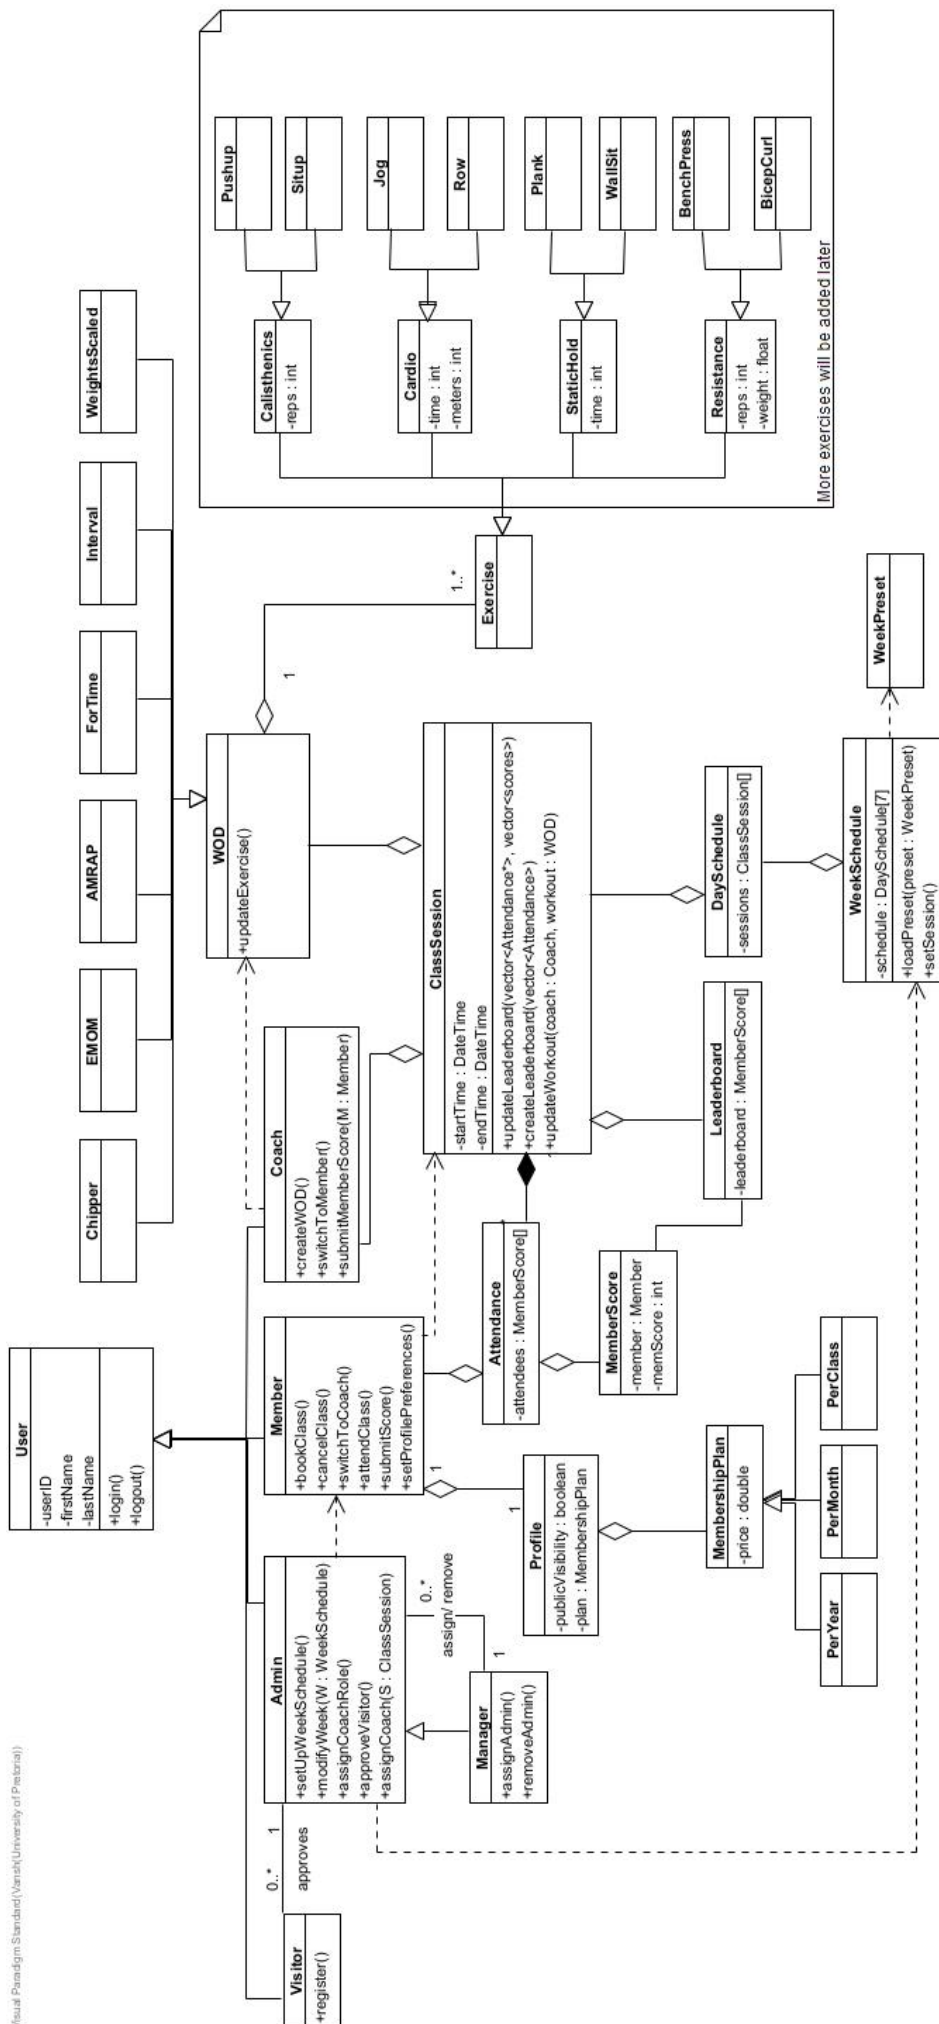 Visual Paradigm Standard(Vansh(University of Pretoria))
User
-userID
-firstName
-lastName
+login()
+logout()
Chipper
EMOM
AMRAP
ForTime
Interval
WeightsScaled
Visitor
+register()
0..*
1
approves
Admin
+setUpWeekSchedule()
+modifyWeek(W : WeekSchedule)
+assignCoachRole()
+approveVisitor()
+assignCoach(S : ClassSession)
Member
+bookClass()
+cancelClass()
+switchToCoach()
+attendClass()
+submitScore()
+setProfilePreferences()
Coach
+createWOD()
+switchToMember()
+submitMemberScore(M : Member)
WOD
+updateExercise()
1
1..*
Exercise
Calisthenics
-reps : int
Cardio
-time : int
-meters : int
StaticHold
-time : int
Resistance
-reps : int
-weight : float
Pushup
Situp
Jog
Row
Plank
WallSit
BenchPress
BicepCurl
More exercises will be added later
0..*
assign/ remove
1
Manager
+assignAdmin()
+removeAdmin()
1
1
Profile
-publicVisibility : boolean
-plan : MembershipPlan
Attendance
-attendees : MemberScore[]
*
ClassSession
-startTime : DateTime
-endTime : DateTime
+updateLeaderboard(vector<Attendance*>, vector<scores>)
+createLeaderboard(vector<Attendance>)
+updateWorkout(coach : Coach, workout : WOD)
MemberScore
-member : Member
-memScore : int
Leaderboard
-leaderboard : MemberScore[]
DaySchedule
-sessions : ClassSession[]
MembershipPlan
-price : double
PerYear
PerMonth
PerClass
WeekSchedule
-schedule : DaySchedule[7]
+loadPreset(preset : WeekPreset)
+setSession()
WeekPreset